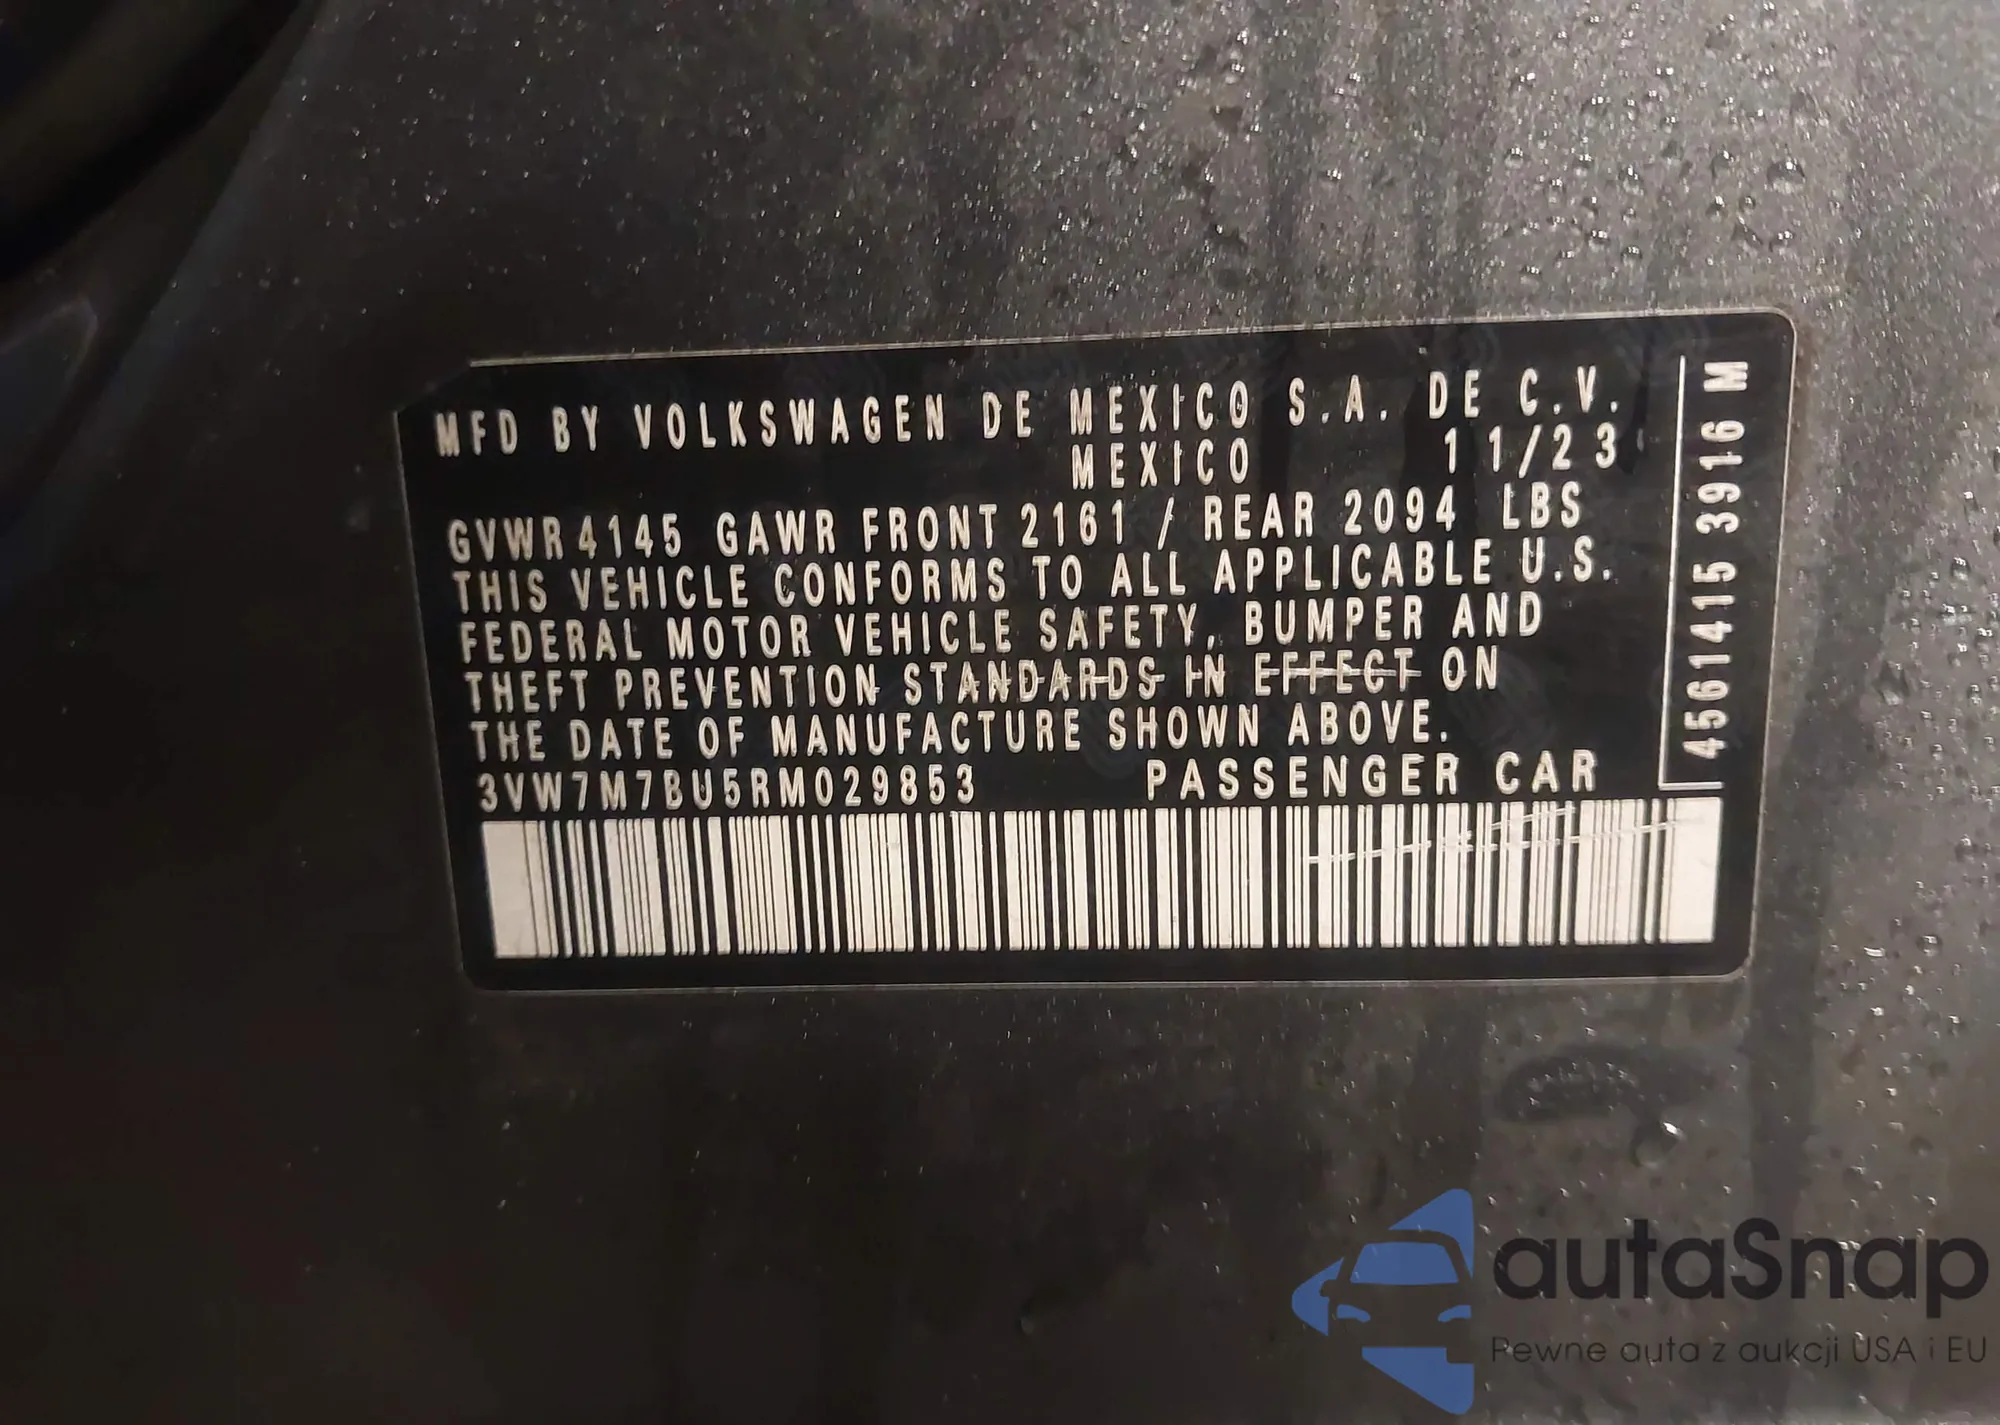 MFD BY VOLKSWAGEN DE MEXICO S.A. DE C.V.
MEXICO 11/23
GVWR 4145 GAWR FRONT 2161 / REAR 2094 LBS
THIS VEHICLE CONFORMS TO ALL APPLICABLE U.S.
FEDERAL MOTOR VEHICLE SAFETY, BUMPER AND
THEFT PREVENTION STANDARDS IN EFFECT ON
THE DATE OF MANUFACTURE SHOWN ABOVE.
3VW7M7BU5RM029853 PASSENGER CAR
4561415 3916 M
autaSnap
Pewne auta z aukcji USA i EU